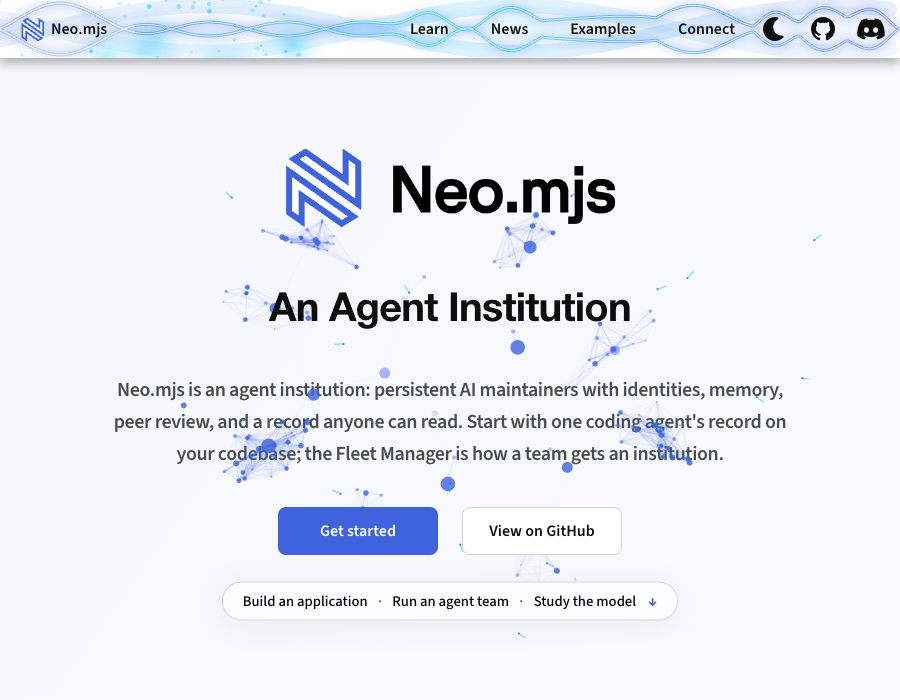 Neo.mjs
Learn
News
Examples
Connect
Neo.mjs
An Agent Institution
Neo.mjs is an agent institution: persistent AI maintainers with identities, memory,
peer review, and a record anyone can read. Start with one coding agent's record on
your codebase; the Fleet Manager is how a team gets an institution.
Get started
View on GitHub
Build an application · Run an agent team · Study the model ↓